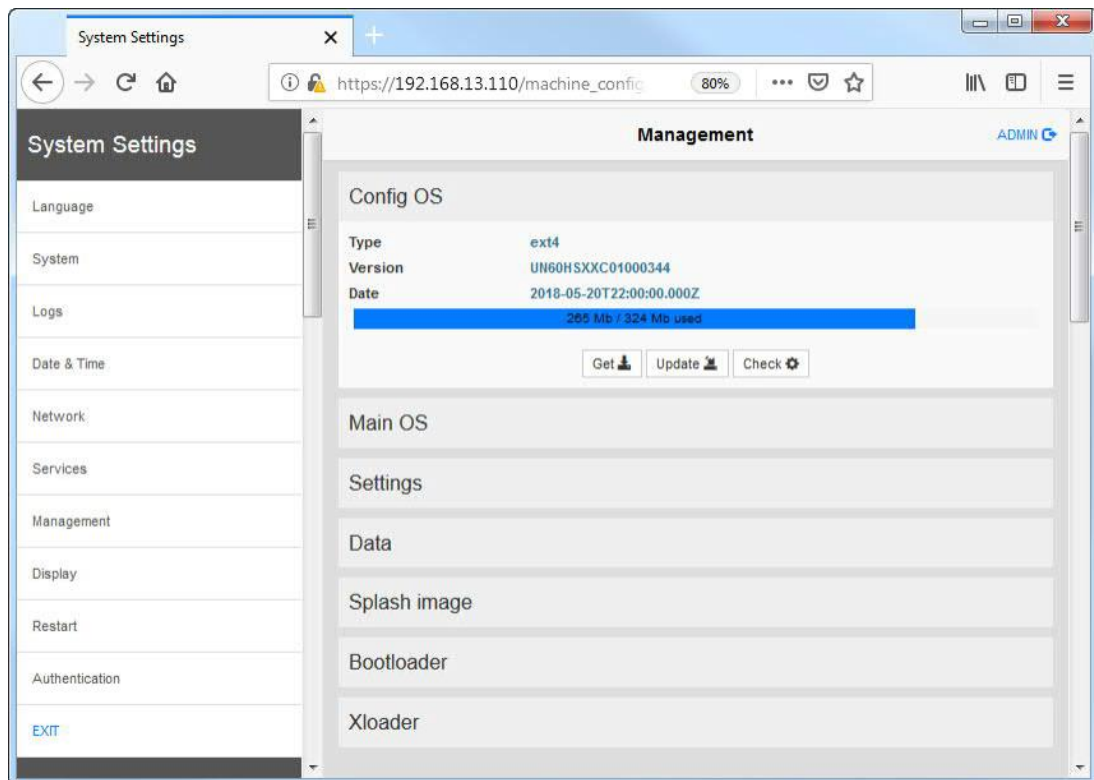 System Settings
https://192.168.13.110/machine_config
80%
System Settings
Language
System
Logs
Date & Time
Network
Services
Management
Display
Restart
Authentication
EXIT
Management
ADMIN
Config OS
Type ext4
Version UN60HSXXC01000344
Date 2018-05-20T22:00:00.000Z
265 Mb / 324 Mb used
Get Update Check
Main OS
Settings
Data
Splash image
Bootloader
Xloader